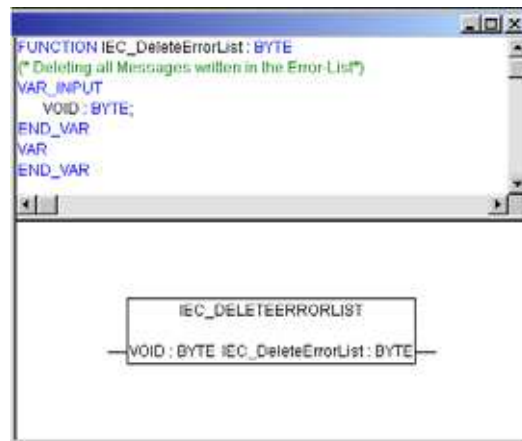 FUNCTION IEC_DeleteErrorList : BYTE
(* Deleting all Messages written in the Error-List*)
VAR_INPUT
VOID : BYTE;
END_VAR
VAR
END_VAR
IEC_DELETEERRORLIST
VOID : BYTE IEC_DeleteErrorList : BYTE